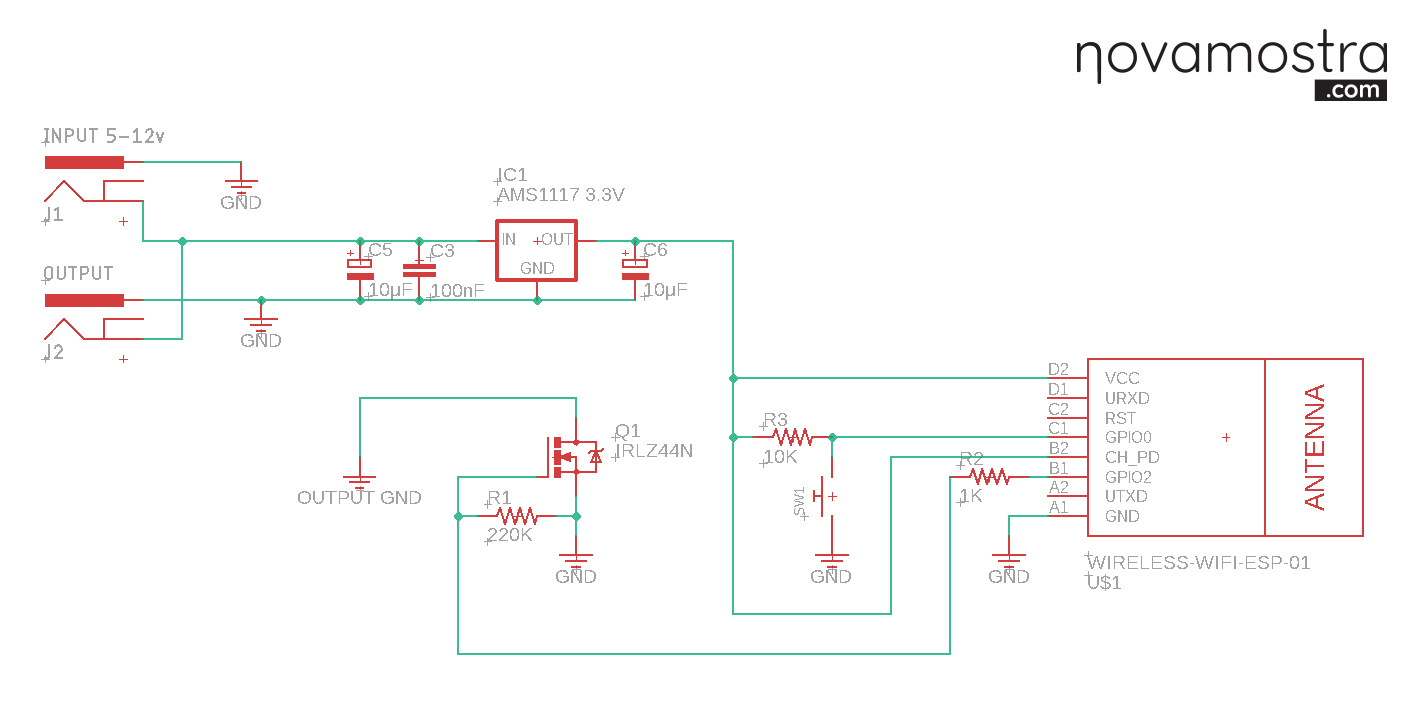 novamostra
.com
INPUT 5-12v
J1
+
GND
IC1
AMS1117 3.3V
IN
OUT
GND
C5
10µF
C3
100nF
C6
10µF
OUTPUT
J2
+
GND
Q1
IRLZ44N
OUTPUT GND
R1
220K
GND
R3
10K
SW1
GND
R2
1K
GND
D2
D1
C2
C1
B2
B1
A2
A1
VCC
URXD
RST
GPIO0
CH_PD
GPIO2
UTXD
GND
ANTENNA
WIRELESS-WIFI-ESP-01
U$1